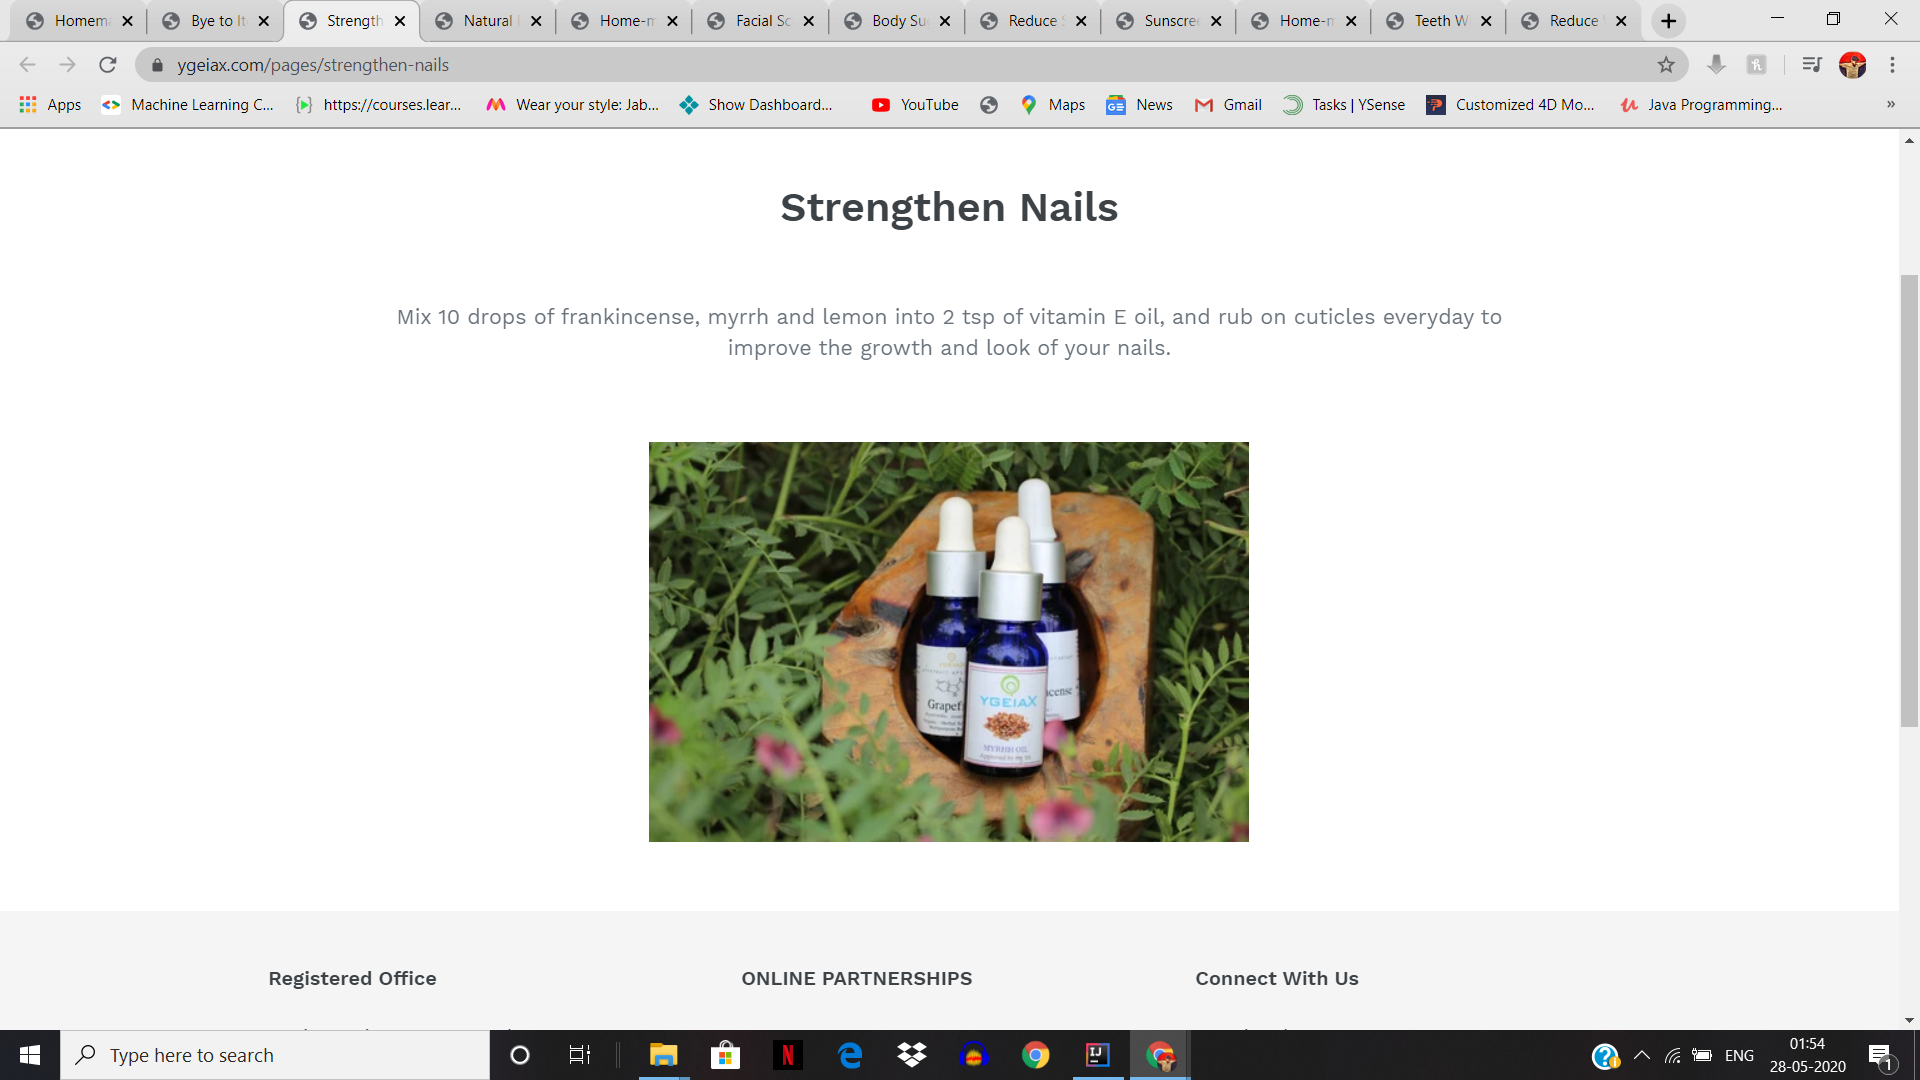 Homema
Bye to It
Strength
Natural
Home-m
Facial Sc
Body Su
Reduce
Sunscree
Home-m
Teeth W
Reduce
ygeiax.com/pages/strengthen-nails
Apps
Machine Learning C...
https://courses.lear...
Wear your style: Jab...
Show Dashboard...
YouTube
Maps
News
Gmail
Tasks | YSense
Customized 4D Mo...
Java Programming...
»
Strengthen Nails
Mix 10 drops of frankincense, myrrh and lemon into 2 tsp of vitamin E oil, and rub on cuticles everyday to
improve the growth and look of your nails.
Grapef
cense
YGEIAX
MYRRH OIL
Registered Office
ONLINE PARTNERSHIPS
Connect With Us
Type here to search
ENG
01:54
28-05-2020
1